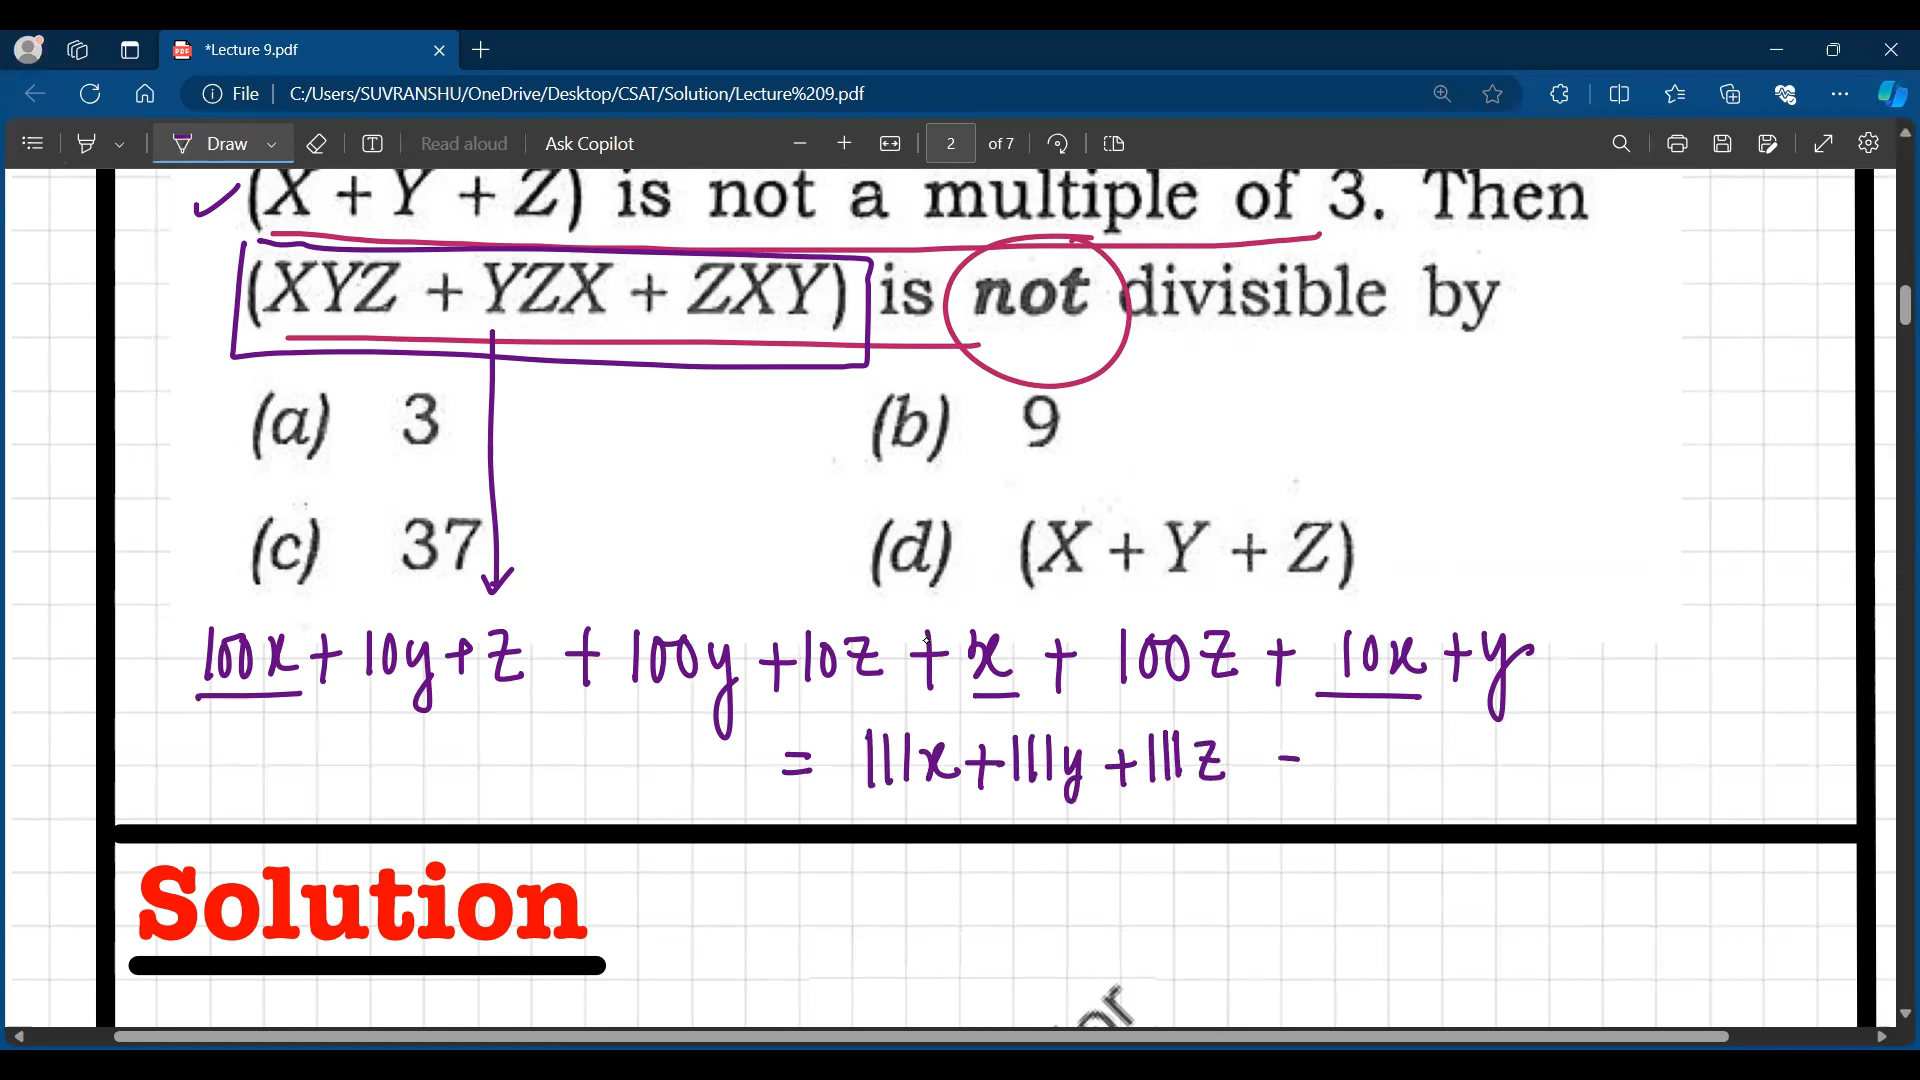 *Lecture 9.pdf
File C:/Users/SUVRANSHU/OneDrive/Desktop/CSAT/Solution/Lecture%209.pdf
Draw Read aloud Ask Copilot 2 of 7
(X + Y + Z) is not a multiple of 3. Then
(XYZ + YZX + ZXY) is not divisible by
(a) 3 (b) 9
(c) 37 (d) (X + Y + Z)
100x + 10y + z + 100y + 10z + x + 100z + 10x + y
= 111x + 111y + 111z -
Solution